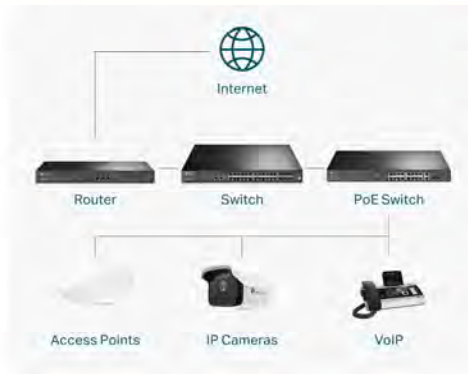 Internet
Router
Switch
PoE Switch
Access Points
IP Cameras
VoIP